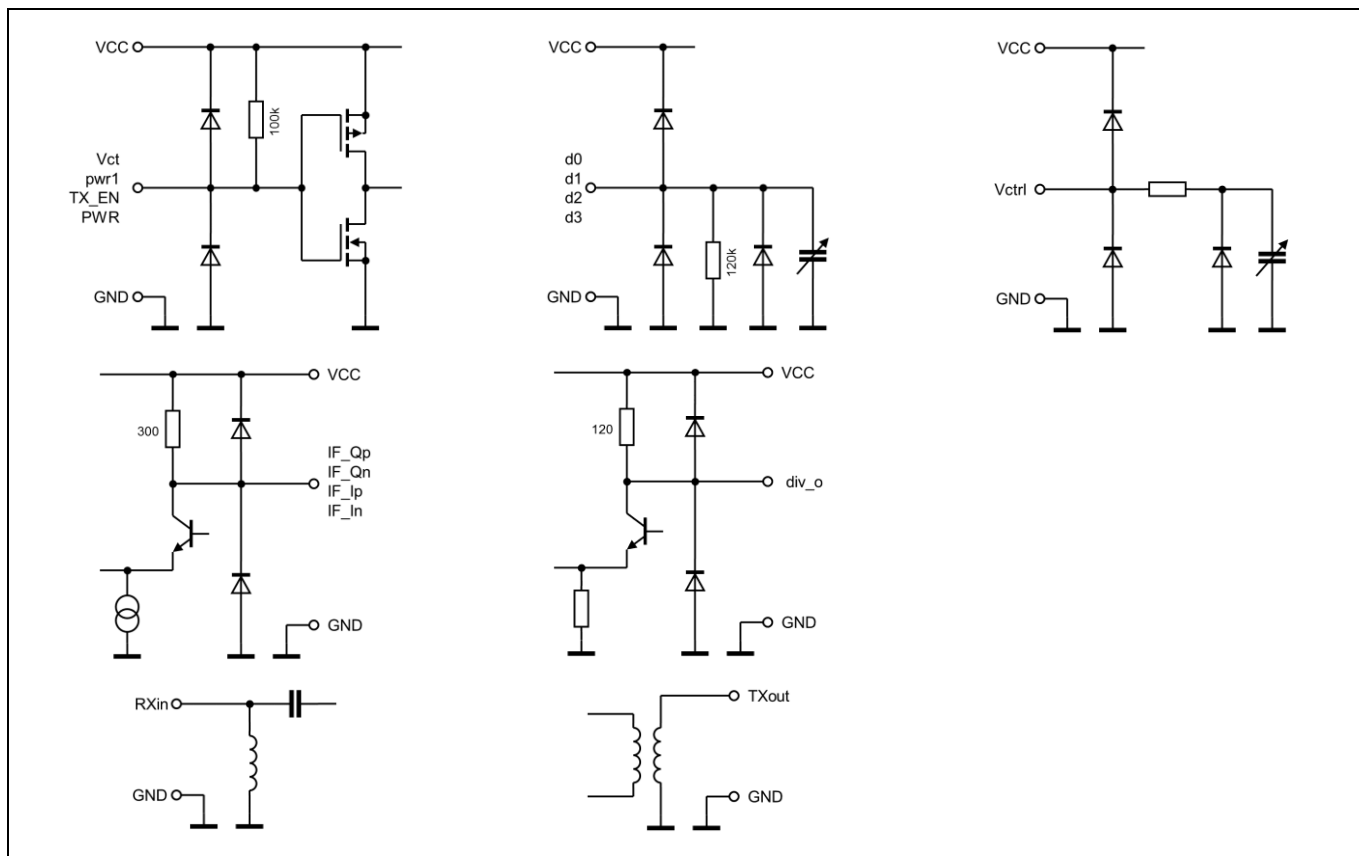 VCC
100k
Vct
pwr1
TX_EN
PWR
GND
VCC
d0
d1
d2
d3
120k
GND
VCC
Vctrl
GND
VCC
300
IF_Qp
IF_Qn
IF_Ip
IF_In
GND
VCC
120
div_o
GND
RXin
GND
TXout
GND